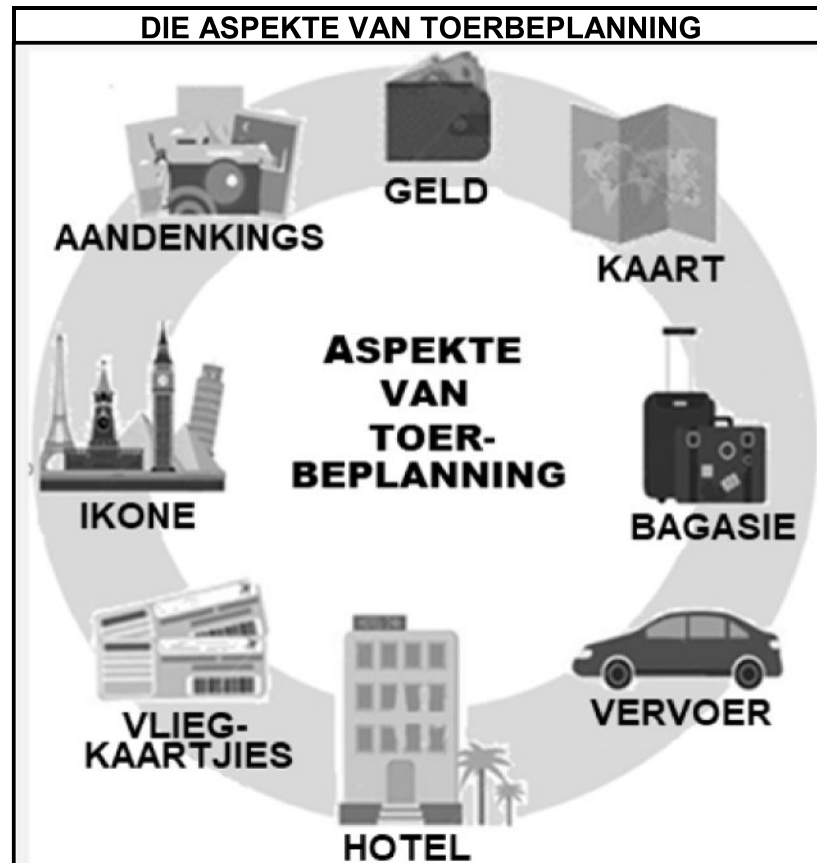 DIE ASPEKTE VAN TOERBEPLANNING
GELD
KAART
AANDENKINGS
ASPEKTE
VAN
TOER-
BEPLANNING
IKONE
BAGASIE
VLIEG-
KAARTJIES
VERVOER
HOTEL